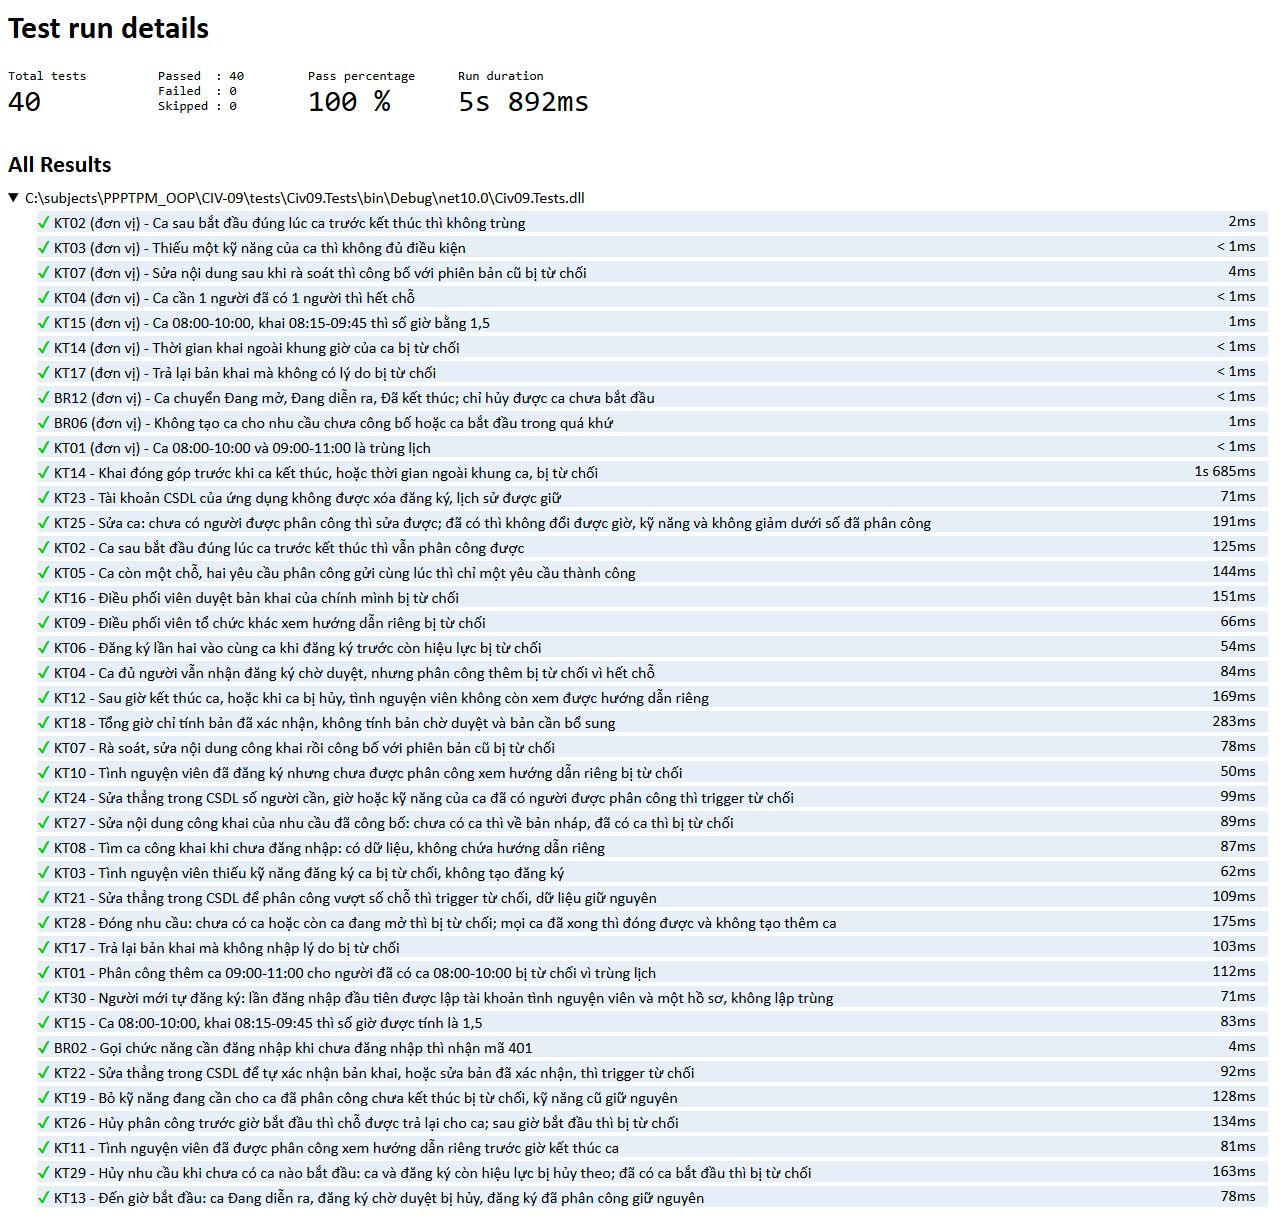 Test run details
Total tests
40
Passed : 40
Failed : 0
Skipped : 0
Pass percentage
100 %
Run duration
5s 892ms
All Results
▼ C:\subjects\PPPTPM_OOP\CIV-09\tests\Civ09.Tests\bin\Debug\net10.0\Civ09.Tests.dll
✓ KT02 (đơn vị) - Ca sau bắt đầu đúng lúc ca trước kết thúc thì không trùng 2ms
✓ KT03 (đơn vị) - Thiếu một kỹ năng của ca thì không đủ điều kiện < 1ms
✓ KT07 (đơn vị) - Sửa nội dung sau khi rà soát thì công bố với phiên bản cũ bị từ chối 4ms
✓ KT04 (đơn vị) - Ca cần 1 người đã có 1 người thì hết chỗ < 1ms
✓ KT15 (đơn vị) - Ca 08:00-10:00, khai 08:15-09:45 thì số giờ bằng 1,5 1ms
✓ KT14 (đơn vị) - Thời gian khai ngoài khung giờ của ca bị từ chối < 1ms
✓ KT17 (đơn vị) - Trả lại bản khai mà không có lý do bị từ chối < 1ms
✓ BR12 (đơn vị) - Ca chuyển Đang mở, Đang diễn ra, Đã kết thúc; chỉ hủy được ca chưa bắt đầu < 1ms
✓ BR06 (đơn vị) - Không tạo ca cho nhu cầu chưa công bố hoặc ca bắt đầu trong quá khứ 1ms
✓ KT01 (đơn vị) - Ca 08:00-10:00 và 09:00-11:00 là trùng lịch < 1ms
✓ KT14 - Khai đóng góp trước khi ca kết thúc, hoặc thời gian ngoài khung ca, bị từ chối 1s 685ms
✓ KT23 - Tài khoản CSDL của ứng dụng không được xóa đăng ký, lịch sử được giữ 71ms
✓ KT25 - Sửa ca: chưa có người được phân công thì sửa được; đã có thì không đổi được giờ, kỹ năng và không giảm dưới số đã phân công 191ms
✓ KT02 - Ca sau bắt đầu đúng lúc ca trước kết thúc thì vẫn phân công được 125ms
✓ KT05 - Ca còn một chỗ, hai yêu cầu phân công gửi cùng lúc thì chỉ một yêu cầu thành công 144ms
✓ KT16 - Điều phối viên duyệt bản khai của chính mình bị từ chối 151ms
✓ KT09 - Điều phối viên tổ chức khác xem hướng dẫn riêng bị từ chối 66ms
✓ KT06 - Đăng ký lần hai vào cùng ca khi đăng ký trước còn hiệu lực bị từ chối 54ms
✓ KT04 - Ca đủ người vẫn nhận đăng ký chờ duyệt, nhưng phân công thêm bị từ chối vì hết chỗ 84ms
✓ KT12 - Sau giờ kết thúc ca, hoặc khi ca bị hủy, tình nguyện viên không còn xem được hướng dẫn riêng 169ms
✓ KT18 - Tổng giờ chỉ tính bản đã xác nhận, không tính bản chờ duyệt và bản cần bổ sung 283ms
✓ KT07 - Rà soát, sửa nội dung công khai rồi công bố với phiên bản cũ bị từ chối 78ms
✓ KT10 - Tình nguyện viên đã đăng ký nhưng chưa được phân công xem hướng dẫn riêng bị từ chối 50ms
✓ KT24 - Sửa thẳng trong CSDL số người cần, giờ hoặc kỹ năng của ca đã có người được phân công thì trigger từ chối 99ms
✓ KT27 - Sửa nội dung công khai của nhu cầu đã công bố: chưa có ca thì về bản nháp, đã có ca thì bị từ chối 89ms
✓ KT08 - Tìm ca công khai khi chưa đăng nhập: có dữ liệu, không chứa hướng dẫn riêng 87ms
✓ KT03 - Tình nguyện viên thiếu kỹ năng đăng ký ca bị từ chối, không tạo đăng ký 62ms
✓ KT21 - Sửa thẳng trong CSDL để phân công vượt số chỗ thì trigger từ chối, dữ liệu giữ nguyên 109ms
✓ KT28 - Đóng nhu cầu: chưa có ca hoặc còn ca đang mở thì bị từ chối; mọi ca đã xong thì đóng được và không tạo thêm ca 175ms
✓ KT17 - Trả lại bản khai mà không nhập lý do bị từ chối 103ms
✓ KT01 - Phân công thêm ca 09:00-11:00 cho người đã có ca 08:00-10:00 bị từ chối vì trùng lịch 112ms
✓ KT30 - Người mới tự đăng ký: lần đăng nhập đầu tiên được lập tài khoản tình nguyện viên và một hồ sơ, không lập trùng 71ms
✓ KT15 - Ca 08:00-10:00, khai 08:15-09:45 thì số giờ được tính là 1,5 83ms
✓ BR02 - Gọi chức năng cần đăng nhập khi chưa đăng nhập thì nhận mã 401 4ms
✓ KT22 - Sửa thẳng trong CSDL để tự xác nhận bản khai, hoặc sửa bản đã xác nhận, thì trigger từ chối 92ms
✓ KT19 - Bỏ kỹ năng đang cần cho ca đã phân công chưa kết thúc bị từ chối, kỹ năng cũ giữ nguyên 128ms
✓ KT26 - Hủy phân công trước giờ bắt đầu thì chỗ được trả lại cho ca; sau giờ bắt đầu thì bị từ chối 134ms
✓ KT11 - Tình nguyện viên đã được phân công xem hướng dẫn riêng trước giờ kết thúc ca 81ms
✓ KT29 - Hủy nhu cầu khi chưa có ca nào bắt đầu: ca và đăng ký còn hiệu lực bị hủy theo; đã có ca bắt đầu thì bị từ chối 163ms
✓ KT13 - Đến giờ bắt đầu: ca Đang diễn ra, đăng ký chờ duyệt bị hủy, đăng ký đã phân công giữ nguyên 78ms